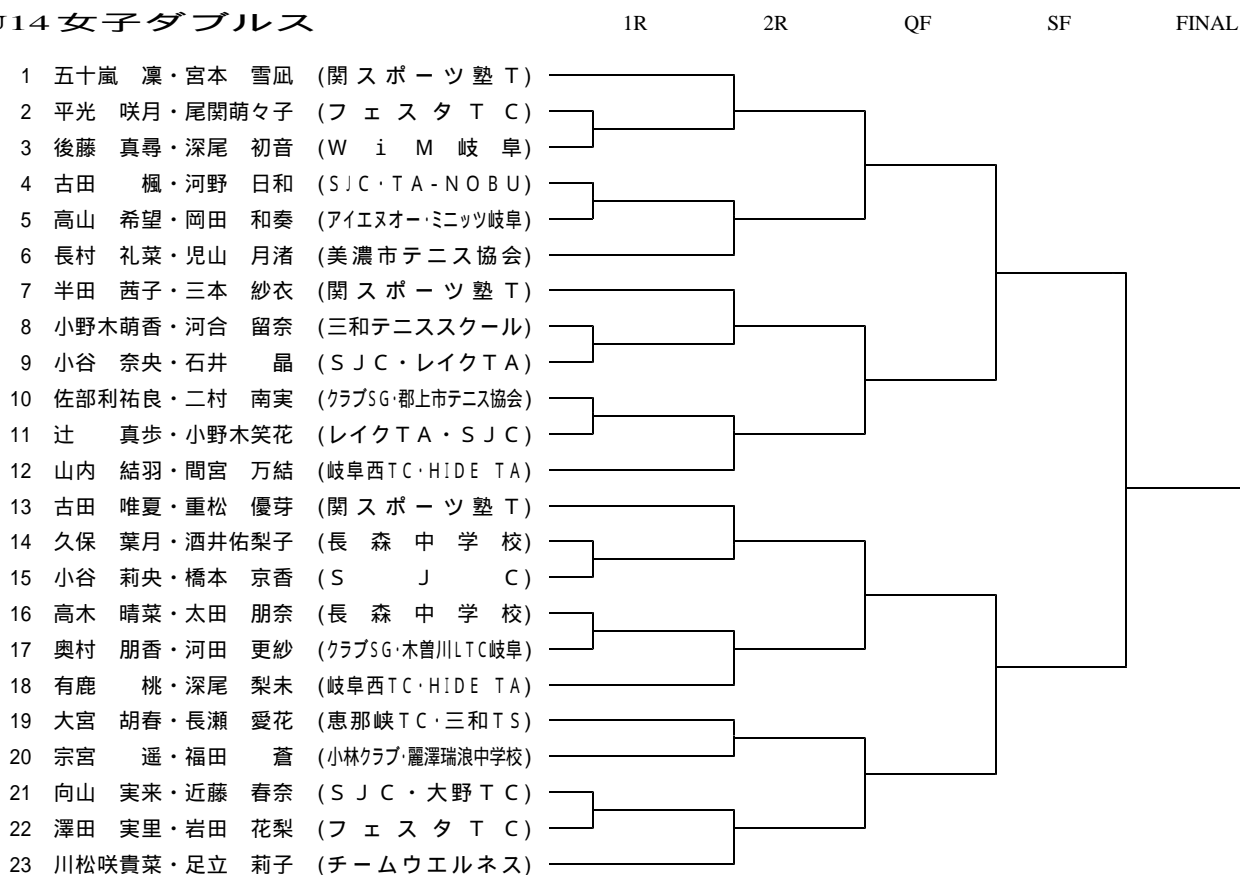 U14女子ダブルス 1R 2R QF SF FINAL
1 五十嵐 凜・宮本 雪凪 (関スポーツ塾T)
2 平光 咲月・尾関萌々子 (フェスタTC)
3 後藤 真尋・深尾 初音 (WiM岐阜)
4 古田 楓・河野 日和 (SJC・TA-NOBU)
5 高山 希望・岡田 和奏 (アイエヌオー・ミニッツ岐阜)
6 長村 礼菜・児山 月渚 (美濃市テニス協会)
7 半田 茜子・三本 紗衣 (関スポーツ塾T)
8 小野木萌香・河合 留奈 (三和テニススクール)
9 小谷 奈央・石井 晶 (SJC・レイクTA)
10 佐部利祐良・二村 南実 (クラブSG・郡上市テニス協会)
11 辻 真歩・小野木笑花 (レイクTA・SJC)
12 山内 結羽・間宮 万結 (岐阜西TC・HIDE TA)
13 古田 唯夏・重松 優芽 (関スポーツ塾T)
14 久保 葉月・酒井佑梨子 (長森中学校)
15 小谷 莉央・橋本 京香 (SJC)
16 高木 晴菜・太田 朋奈 (長森中学校)
17 奥村 朋香・河田 更紗 (クラブSG・木曽川LTC岐阜)
18 有鹿 桃・深尾 梨未 (岐阜西TC・HIDE TA)
19 大宮 胡春・長瀬 愛花 (恵那峡TC・三和TS)
20 宗宮 遥・福田 蒼 (小林クラブ・麗澤瑞浪中学校)
21 向山 実来・近藤 春奈 (SJC・大野TC)
22 澤田 実里・岩田 花梨 (フェスタTC)
23 川松咲貴菜・足立 莉子 (チームウエルネス)